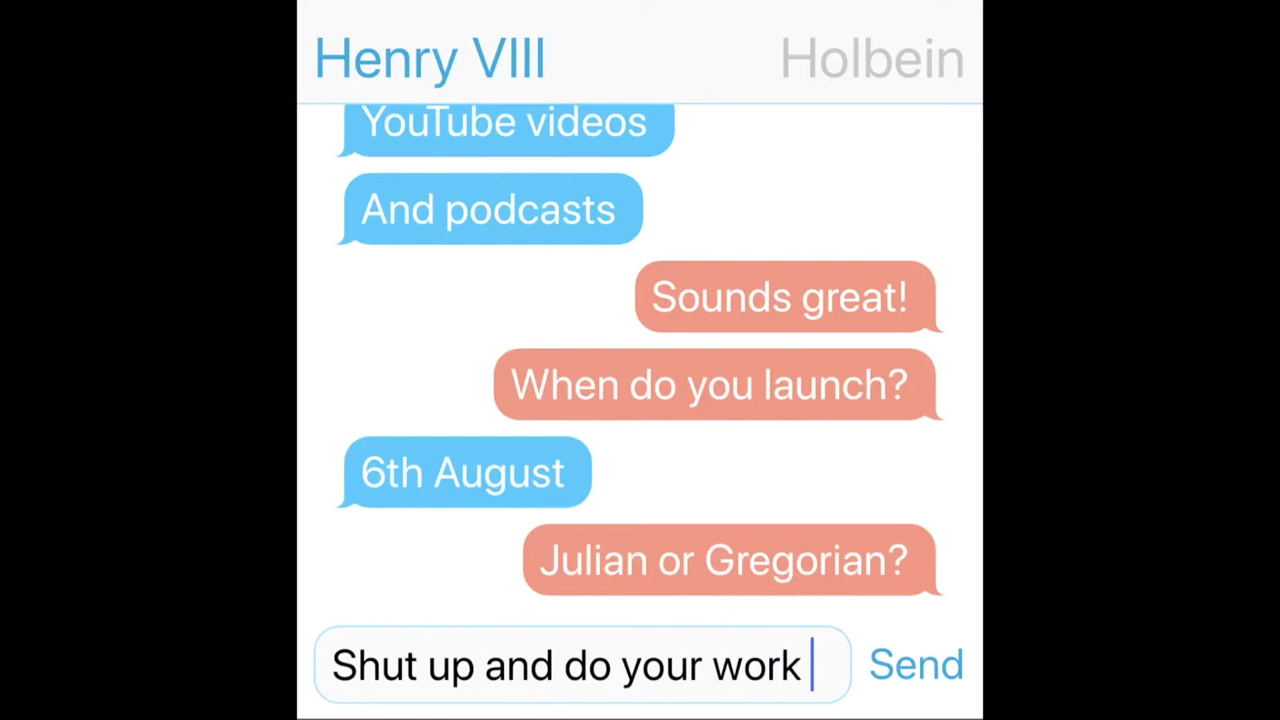 Henry VIII Holbein
YouTube videos
And podcasts
Sounds great!
When do you launch?
6th August
Julian or Gregorian?
Shut up and do your work Send